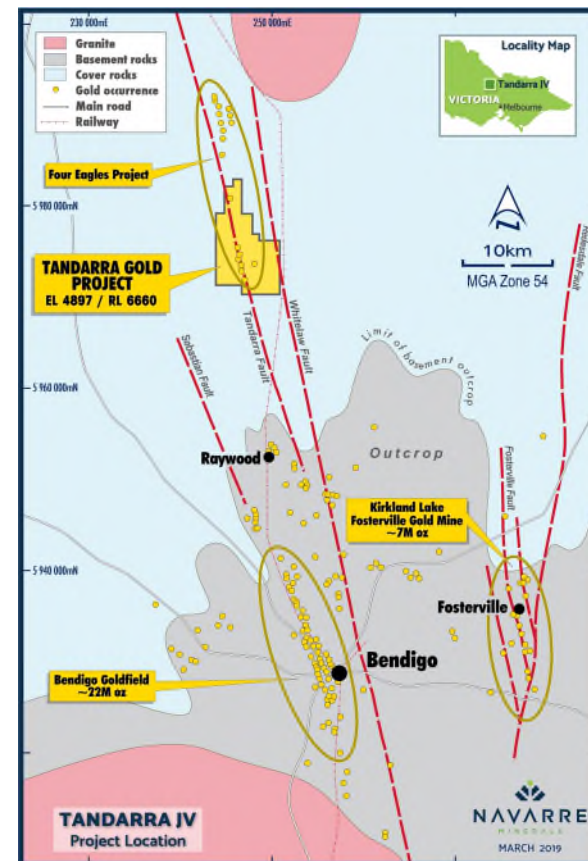 230 000mE
250 000mE
Granite
Basement rocks
Cover rocks
Gold occurrence
Main road
Railway
Locality Map
Tandarra JV
VICTORIA
Melbourne
Four Eagles Project
5 980 000mN
10km
MGA Zone 54
TANDARRA GOLD
PROJECT
EL 4897 / RL 6660
Sebastian Fault
Tandarra Fault
Whitelaw Fault
Limit of basement outcrop
5 960 000mN
Outcrop
Raywood
Fosterville Fault
Kirkland Lake
Fosterville Gold Mine
~7M oz
5 940 000mN
Fosterville
Bendigo
Bendigo Goldfield
~22M oz
TANDARRA JV
Project Location
NAVARRE
MINERALS
MARCH 2019